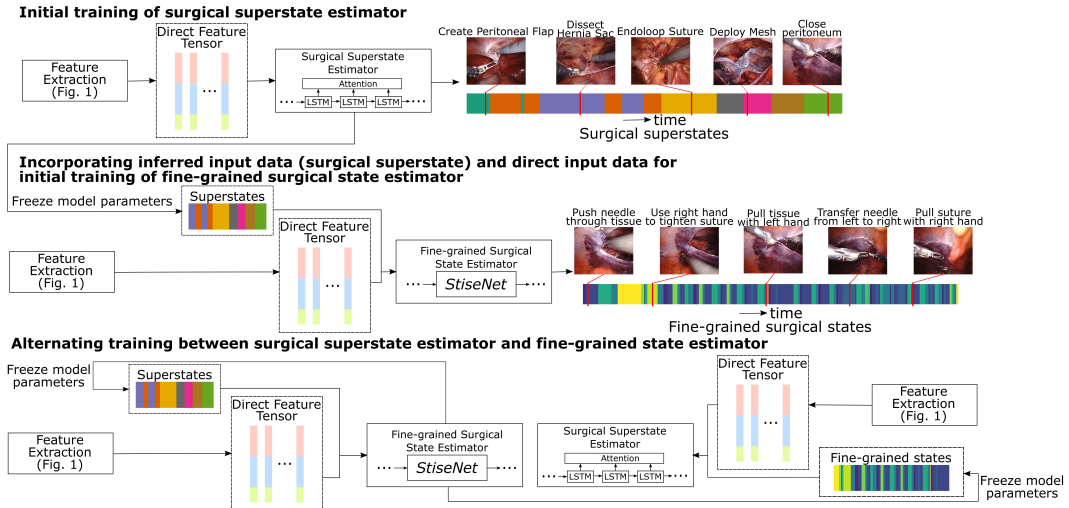 Initial training of surgical superstate estimator
Feature
Extraction
(Fig. 1)
Direct Feature
Tensor
...
Surgical Superstate
Estimator
Attention
... LSTM LSTM LSTM ...
Create Peritoneal Flap
Dissect
Hernia Sac
Endoloop Suture
Deploy Mesh
Close
peritoneum
time
Surgical superstates
Incorporating inferred input data (surgical superstate) and direct input data for
initial training of fine-grained surgical state estimator
Freeze model parameters
Superstates
Feature
Extraction
(Fig. 1)
Direct Feature
Tensor
...
Fine-grained Surgical
State Estimator
... StiseNet ...
Push needle
through tissue
Use right hand
to tighten suture
Pull tissue
with left hand
Transfer needle
from left to right
Pull suture
with right hand
time
Fine-grained surgical states
Alternating training between surgical superstate estimator and fine-grained state estimator
Freeze model
parameters
Superstates
Feature
Extraction
(Fig. 1)
Direct Feature
Tensor
...
Fine-grained Surgical
State Estimator
... StiseNet ...
Surgical Superstate
Estimator
Attention
... LSTM LSTM LSTM ...
Direct Feature
Tensor
...
Feature
Extraction
(Fig. 1)
Fine-grained states
Freeze model
parameters